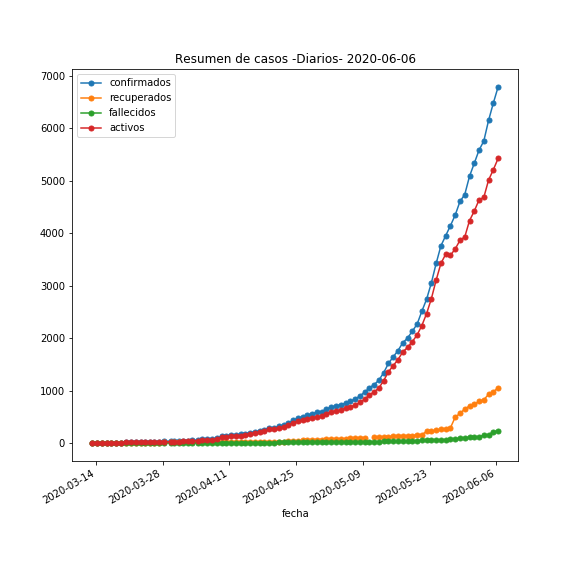 Resumen de casos -Diarios- 2020-06-06
confirmados
recuperados
fallecidos
activos
7000
6000
5000
4000
3000
2000
1000
0
2020-03-14
2020-03-28
2020-04-11
2020-04-25
2020-05-09
2020-05-23
2020-06-06
fecha